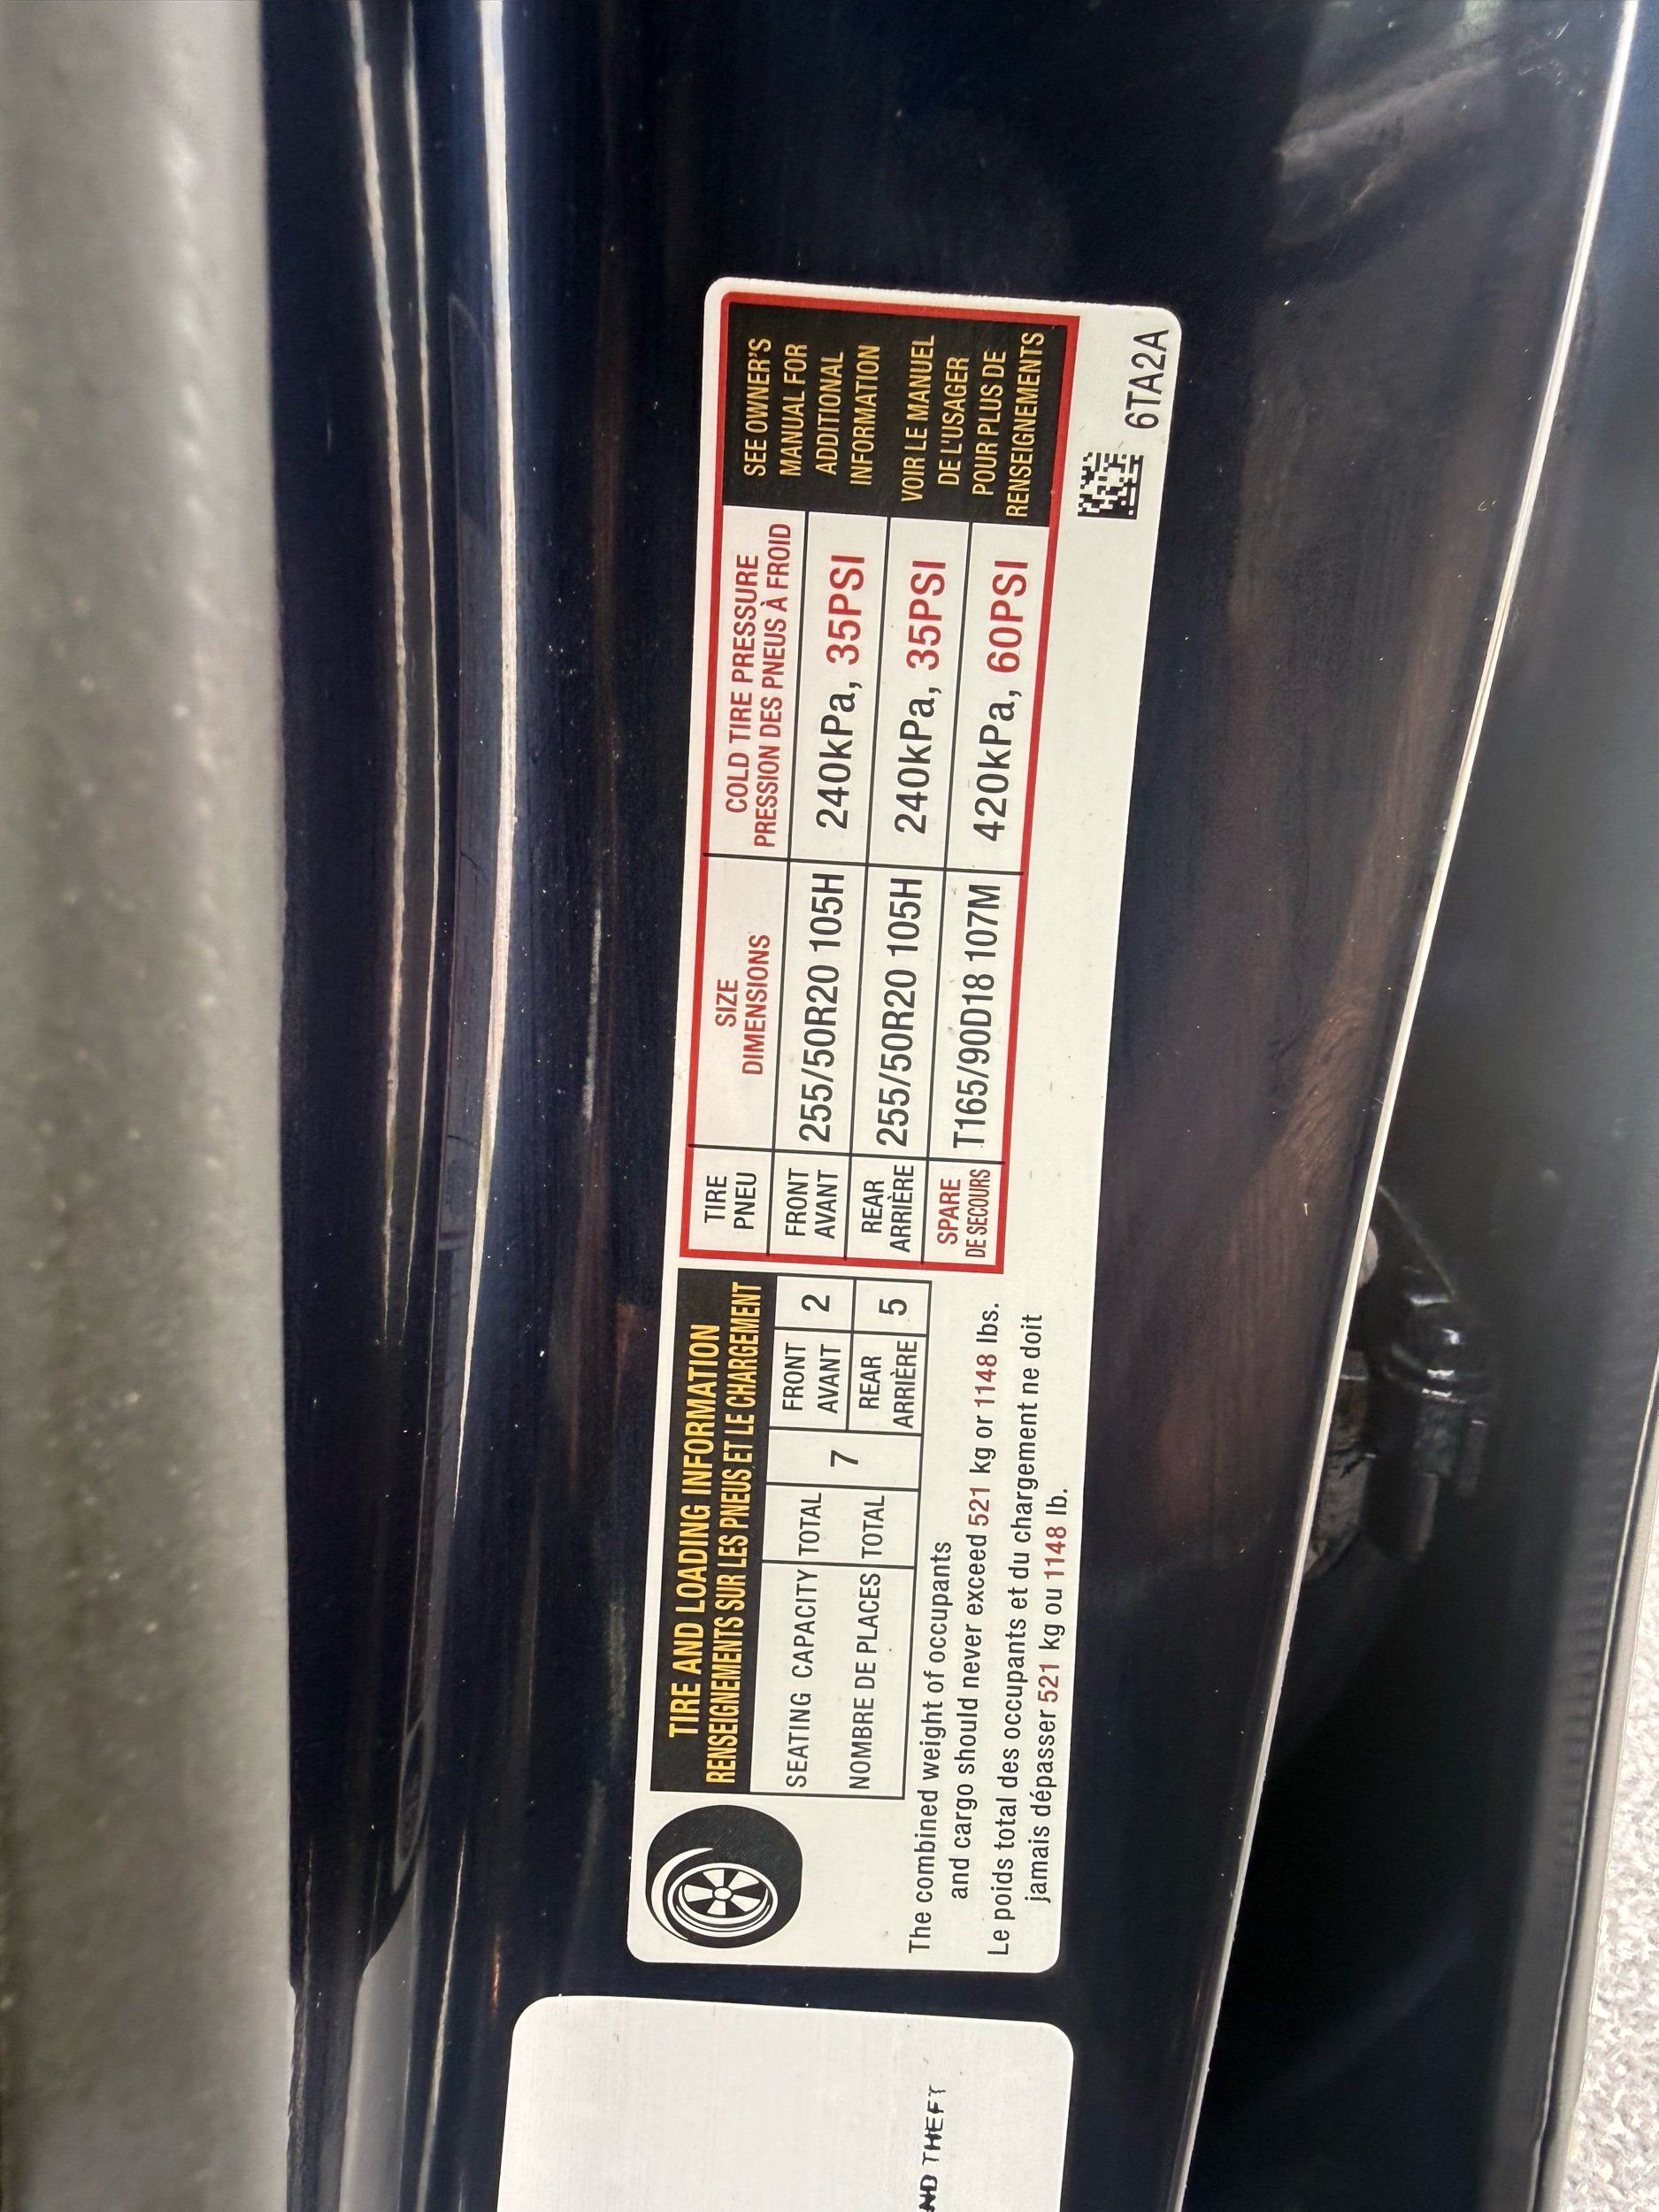 TIRE AND LOADING INFORMATION
RENSEIGNEMENTS SUR LES PNEUS ET LE CHARGEMENT
SEATING CAPACITY TOTAL
NOMBRE DE PLACES TOTAL
7
FRONT
AVANT
2
REAR
ARRIÈRE
5
The combined weight of occupants
and cargo should never exceed 521 kg or 1148 lbs.
Le poids total des occupants et du chargement ne doit
jamais dépasser 521 kg ou 1148 lb.
TIRE
PNEU
SIZE
DIMENSIONS
COLD TIRE PRESSURE
PRESSION DES PNEUS À FROID
FRONT
AVANT
255/50R20 105H
240kPa, 35PSI
REAR
ARRIÈRE
255/50R20 105H
240kPa, 35PSI
SPARE
DE SECOURS
T165/90D18 107M
420kPa, 60PSI
SEE OWNER'S
MANUAL FOR
ADDITIONAL
INFORMATION
VOIR LE MANUEL
DE L'USAGER
POUR PLUS DE
RENSEIGNEMENTS
6TA2A
THEFT